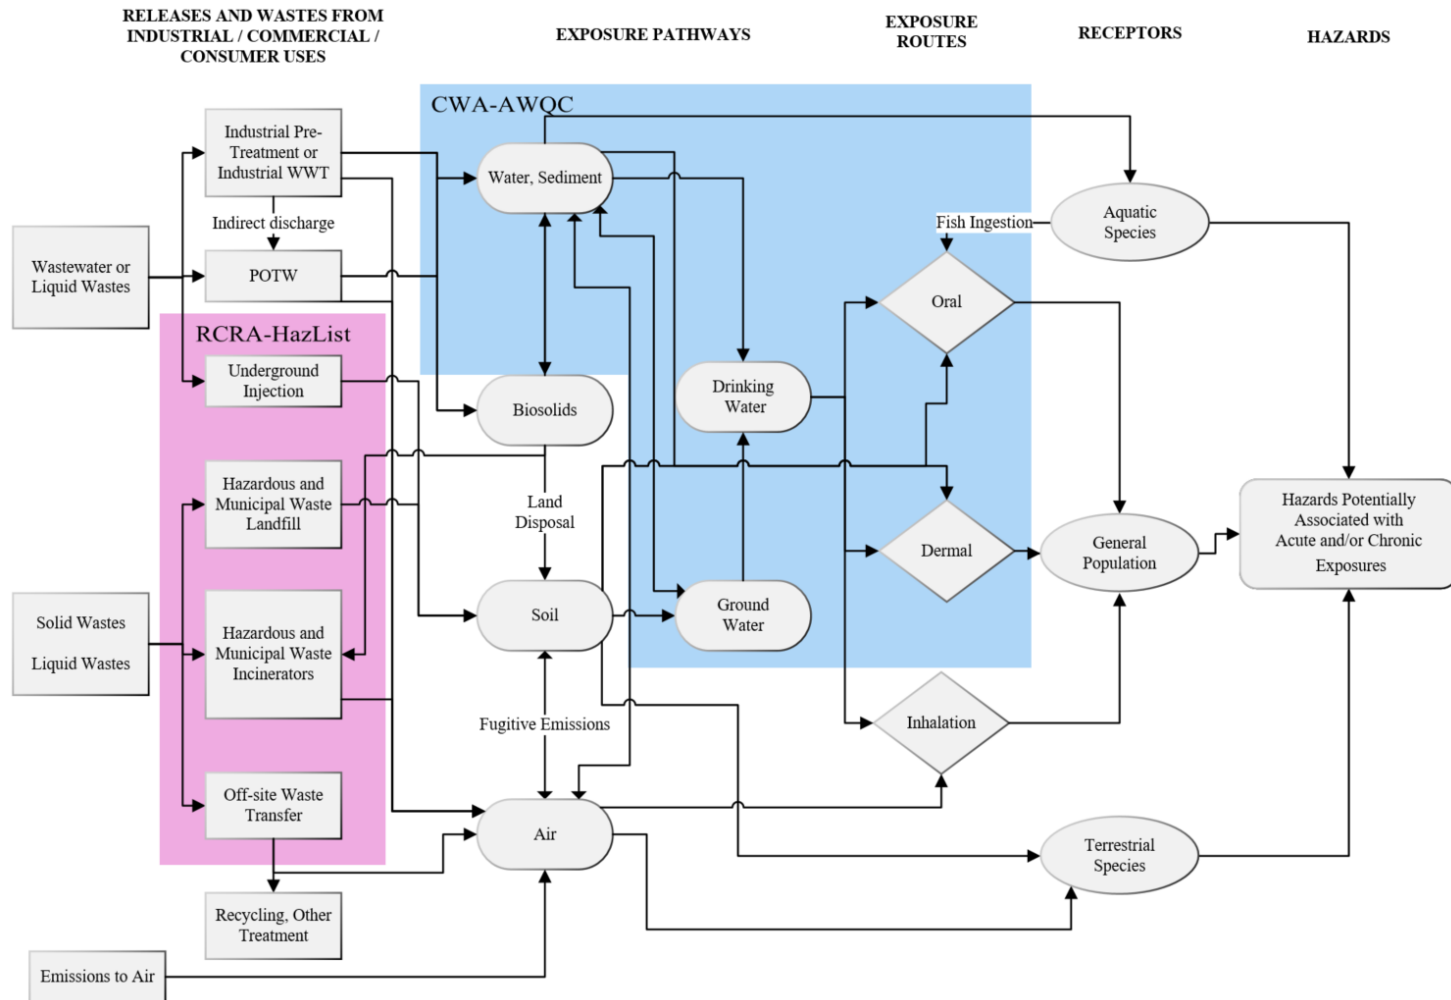 RELEASES AND WASTES FROM
INDUSTRIAL / COMMERCIAL /
CONSUMER USES
EXPOSURE PATHWAYS
EXPOSURE
ROUTES
RECEPTORS
HAZARDS
CWA-AWQC
Industrial Pre-
Treatment or
Industrial WWT
Water, Sediment
Indirect discharge
Fish Ingestion
Aquatic
Species
Wastewater or
Liquid Wastes
POTW
Oral
RCRA-HazList
Underground
Injection
Biosolids
Drinking
Water
Hazardous and
Municipal Waste
Landfill
Land
Disposal
Dermal
General
Population
Hazards Potentially
Associated with
Acute and/or Chronic
Exposures
Solid Wastes
Liquid Wastes
Hazardous and
Municipal Waste
Incinerators
Soil
Ground
Water
Fugitive Emissions
Inhalation
Off-site Waste
Transfer
Air
Terrestrial
Species
Recycling, Other
Treatment
Emissions to Air